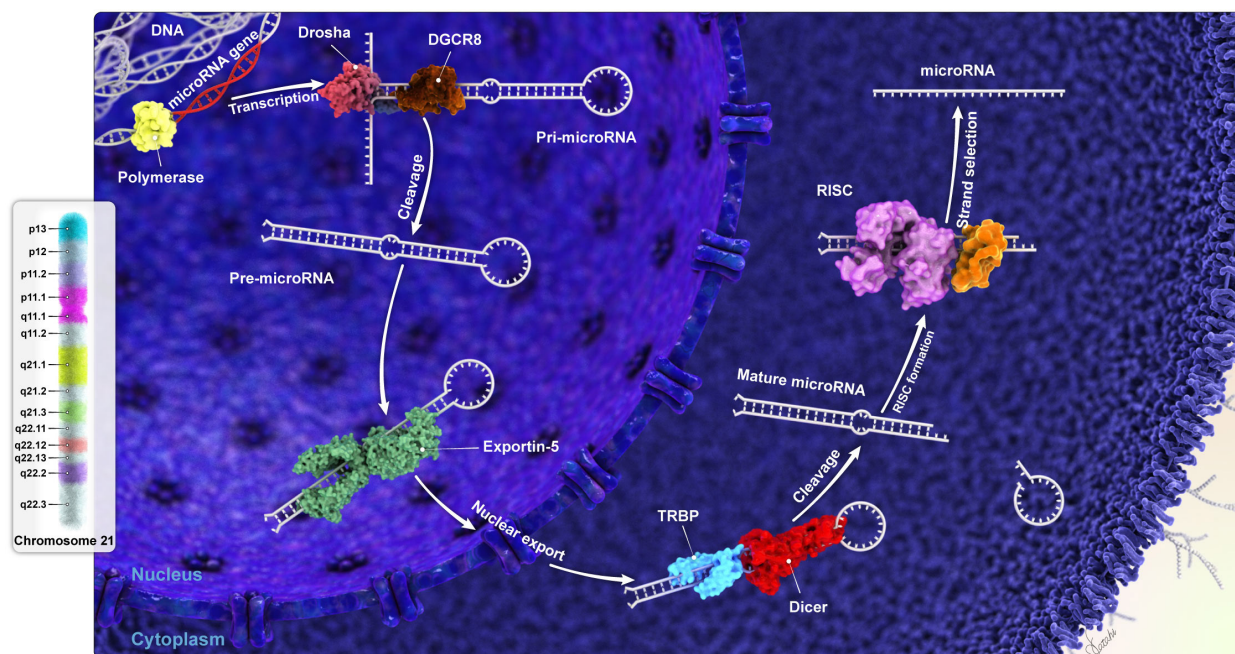 DNA
microRNA gene
Polymerase
Transcription
Drosha
DGCR8
Pri-microRNA
Cleavage
Pre-microRNA
Exportin-5
Nuclear export
TRBP
Dicer
Cleavage
Mature microRNA
RISC formation
RISC
Strand selection
microRNA
p13
p12
p11.2
p11.1
q11.1
q11.2
q21.1
q21.2
q21.3
q22.11
q22.12
q22.13
q22.2
q22.3
Chromosome 21
Nucleus
Cytoplasm